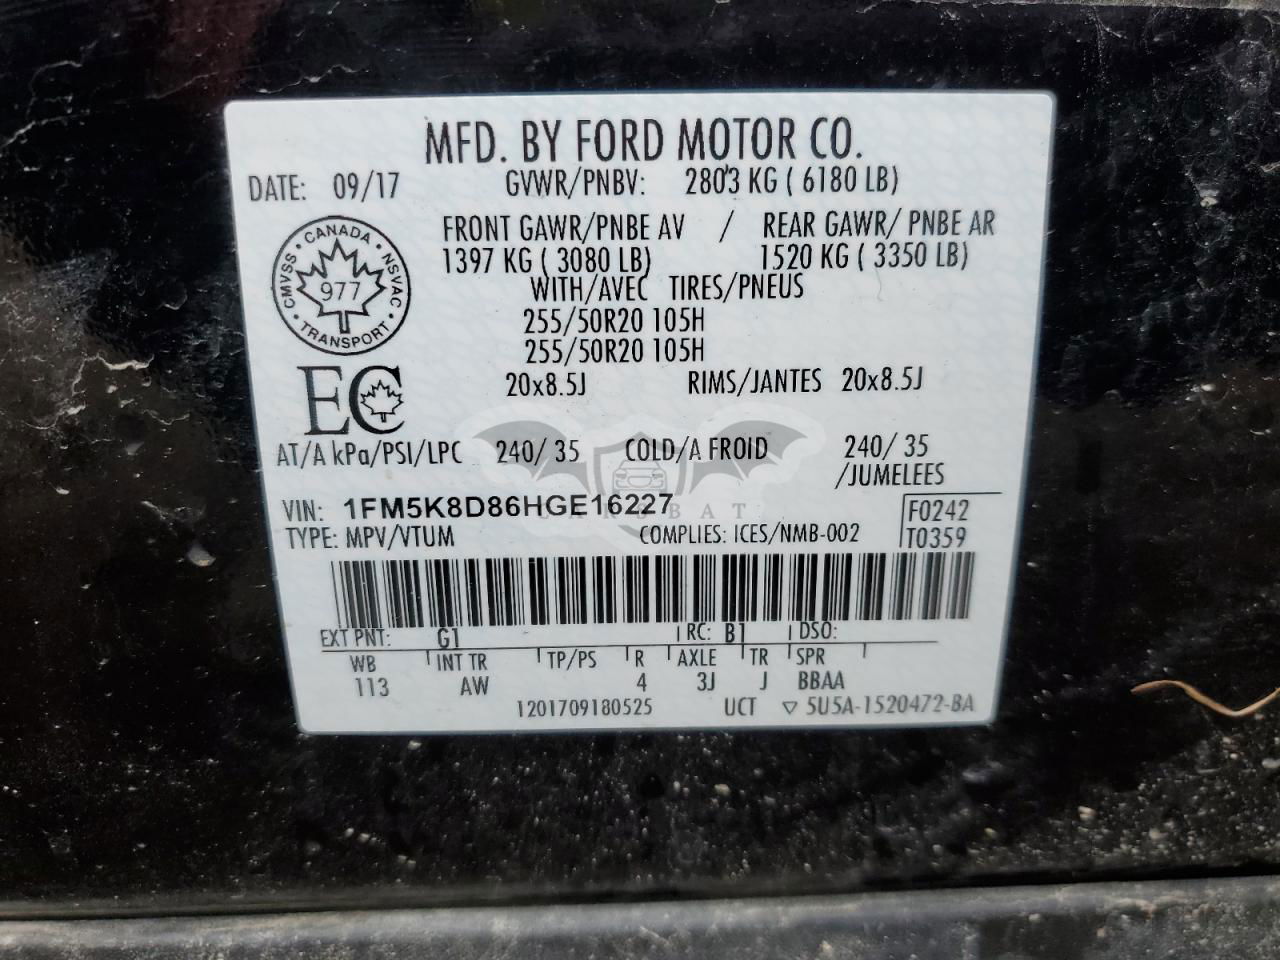 MFD. BY FORD MOTOR CO.
DATE: 09/17 GVWR/PNBV: 2803 KG ( 6180 LB)
FRONT GAWR/PNBE AV / REAR GAWR/ PNBE AR
1397 KG ( 3080 LB) 1520 KG ( 3350 LB)
WITH/AVEC TIRES/PNEUS
255/50R20 105H
255/50R20 105H
20x8.5J RIMS/JANTES 20x8.5J
CANADA
CMVSS • NSVAC
977
TRANSPORT
EC
AT/A kPa/PSI/LPC 240/ 35 COLD/A FROID 240/ 35
/JUMELEES
CARSBAT
VIN: 1FM5K8D86HGE16227 F0242
TYPE: MPV/VTUM COMPLIES: ICES/NMB-002 T0359
EXT PNT: G1 RC: B1 DSO:
WB INT TR TP/PS R AXLE TR SPR
113 AW 4 3J J BBAA
1201709180525 UCT ▽ 5U5A-1520472-BA